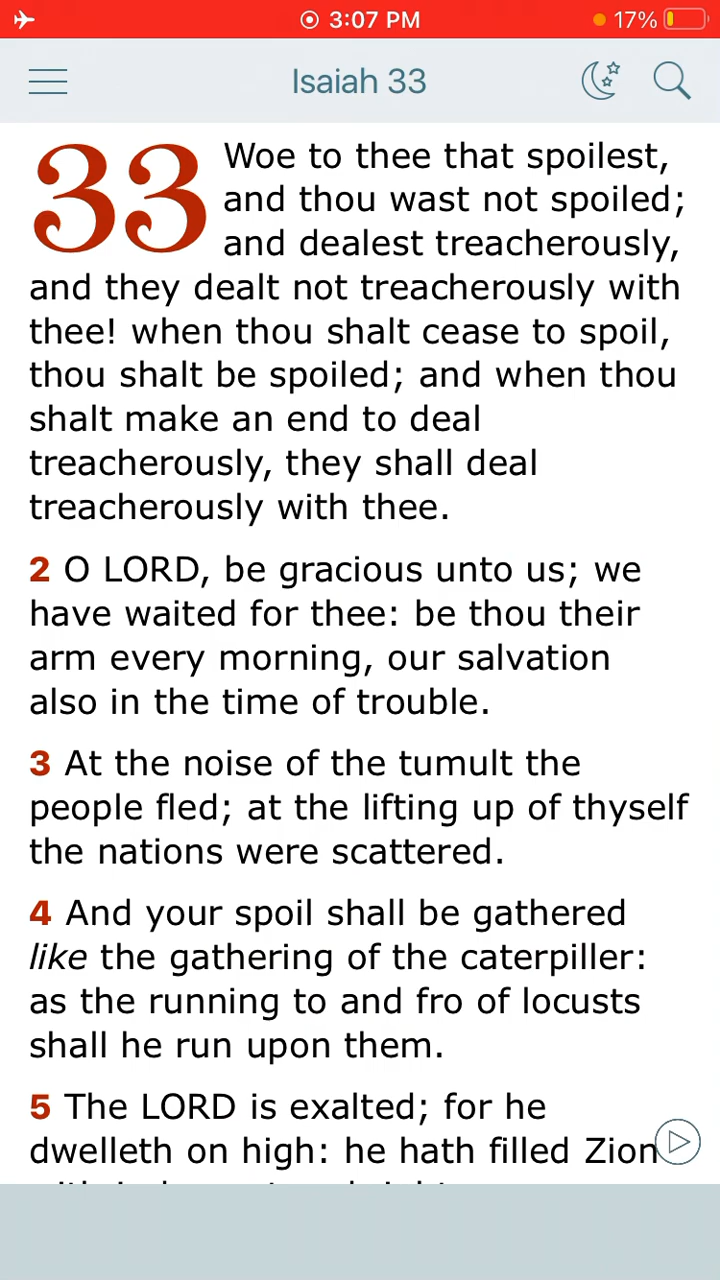 3:07 PM
17%
Isaiah 33
33 Woe to thee that spoilest,
and thou wast not spoiled;
and dealest treacherously,
and they dealt not treacherously with
thee! when thou shalt cease to spoil,
thou shalt be spoiled; and when thou
shalt make an end to deal
treacherously, they shall deal
treacherously with thee.
2 O LORD, be gracious unto us; we
have waited for thee: be thou their
arm every morning, our salvation
also in the time of trouble.
3 At the noise of the tumult the
people fled; at the lifting up of thyself
the nations were scattered.
4 And your spoil shall be gathered
like the gathering of the caterpiller:
as the running to and fro of locusts
shall he run upon them.
5 The LORD is exalted; for he
dwelleth on high: he hath filled Zion